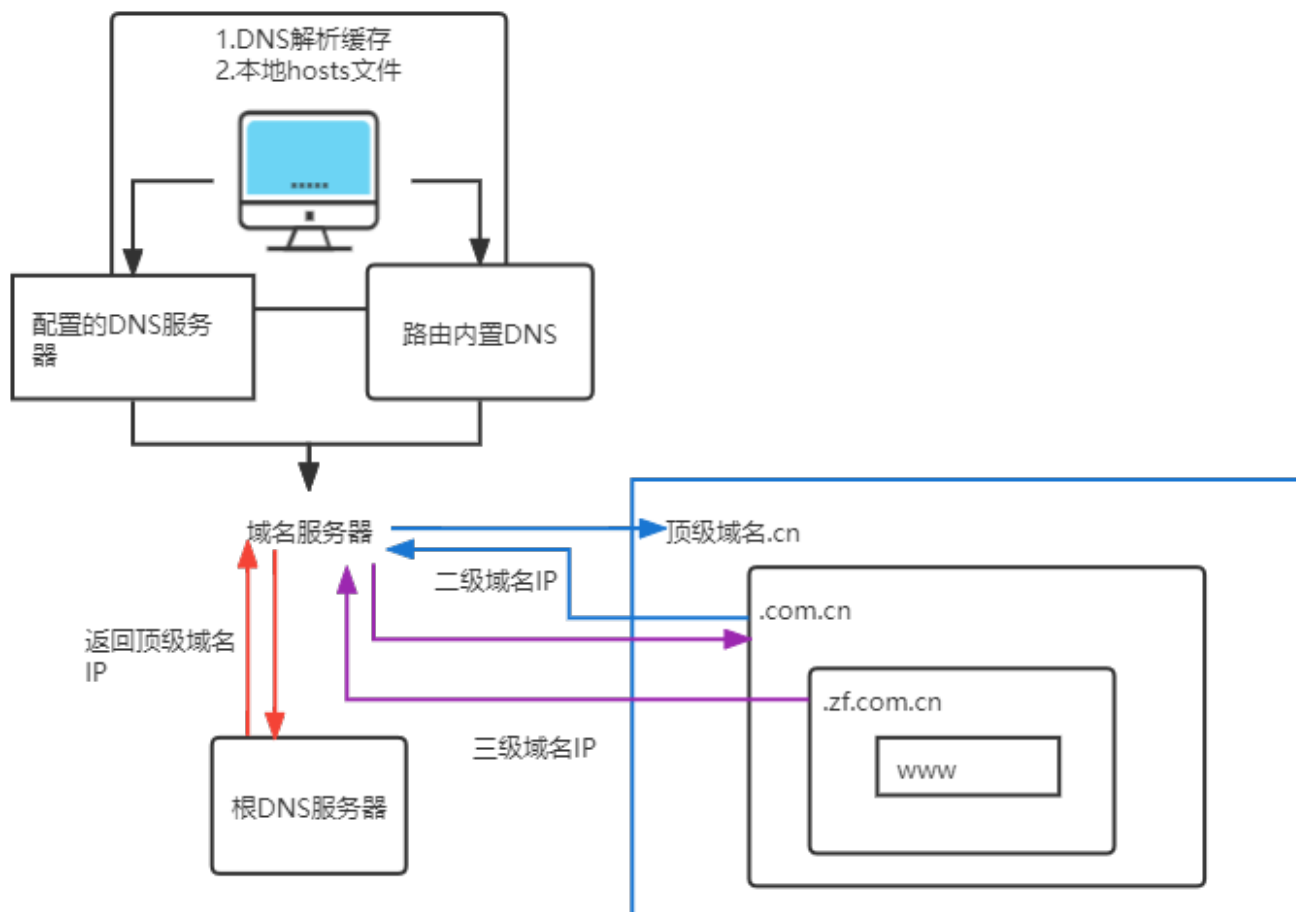 1.DNS解析缓存
2.本地hosts文件
配置的DNS服务
器
路由内置DNS
域名服务器
顶级域名.cn
二级域名IP
.com.cn
返回顶级域名
IP
.zf.com.cn
三级域名IP
www
根DNS服务器